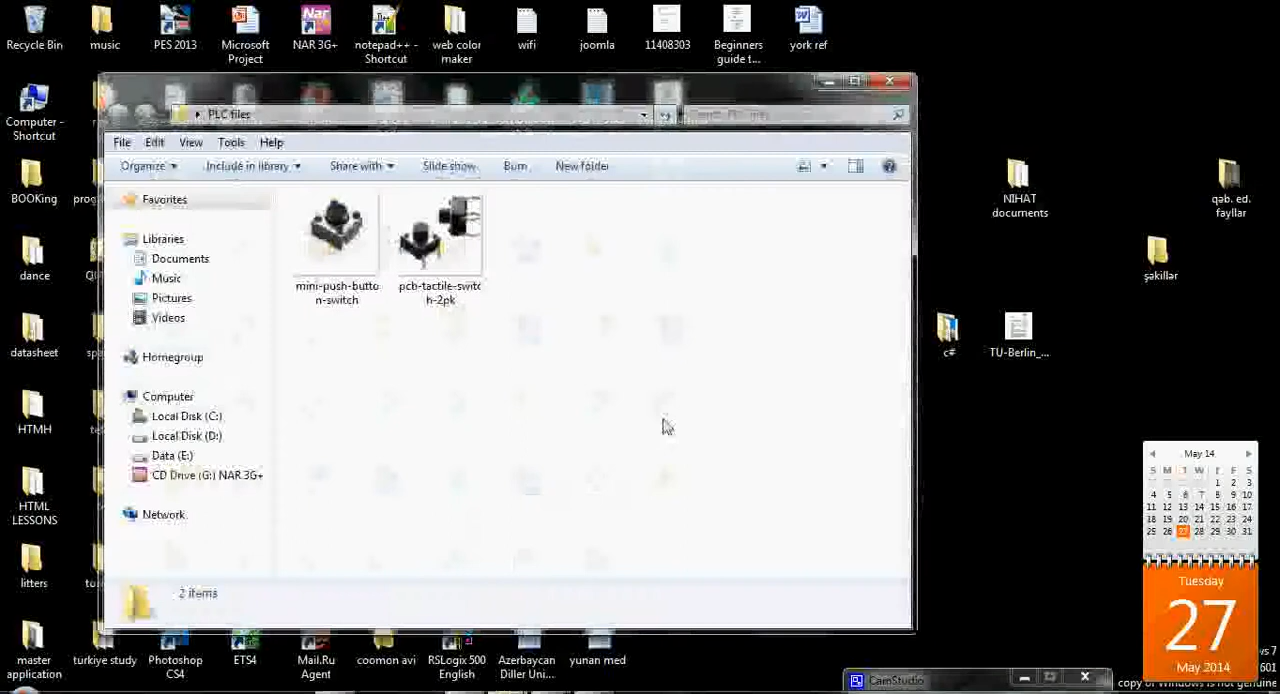 Recycle Bin
music
PES 2013
Microsoft
Project
NAR 3G+
notepad++ -
Shortcut
web color
maker
wifi
joomla
11408303
Beginners
guide t...
york ref
Computer -
Shortcut
PLC files
File
Edit
View
Tools
Help
Organize
Include in library
Share with
Slide show
Burn
New folder
BOOKing
Favorites
Libraries
Documents
Music
Pictures
Videos
Homegroup
Computer
Local Disk (C:)
Local Disk (D:)
Data (E:)
CD Drive (G:) NAR 3G+
Network
mini-push-butto
n-switch
pcb-tactile-switc
h-2pk
2 items
NIHAT
documents
qəb. ed.
fayllar
şəkillər
c#
TU-Berlin_...
dance
datasheet
HTMH
HTML
LESSONS
litters
master
application
turkiye study
Photoshop
CS4
ETS4
Mail.Ru
Agent
coomon avi
RSLogix 500
English
Azerbaycan
Diller Uni...
yunan med
CamStudio
May 14
S M T W T F S
1 2 3
4 5 6 7 8 9 10
11 12 13 14 15 16 17
18 19 20 21 22 23 24
25 26 27 28 29 30 31
Tuesday
27
May 2014
vs 7
601
copy of Windows is not genuine